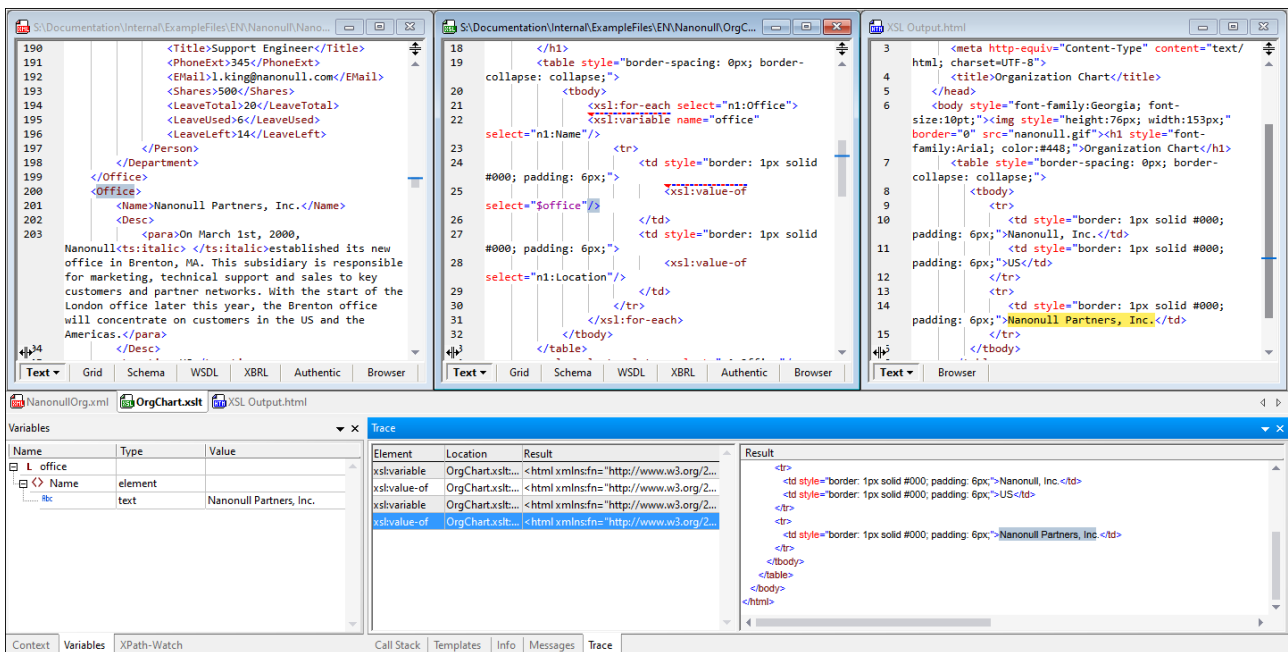 S:\Documentation\Internal\ExampleFiles\EN\Nanonull\Nano...
190 <Title>Support Engineer</Title>
191 <PhoneExt>345</PhoneExt>
192 <EMail>l.king@nanonull.com</EMail>
193 <Shares>500</Shares>
194 <LeaveTotal>20</LeaveTotal>
195 <LeaveUsed>6</LeaveUsed>
196 <LeaveLeft>14</LeaveLeft>
197 </Person>
198 </Department>
199 </Office>
200 <Office>
201 <Name>Nanonull Partners, Inc.</Name>
202 <Desc>
203 <para>On March 1st, 2000,
Nanonull<ts:italic> </ts:italic>established its new
office in Brenton, MA. This subsidiary is responsible
for marketing, technical support and sales to key
customers and partner networks. With the start of the
London office later this year, the Brenton office
will concentrate on customers in the US and the
Americas.</para>
</Desc>
Text Grid Schema WSDL XBRL Authentic Browser
S:\Documentation\Internal\ExampleFiles\EN\Nanonull\OrgC...
18 </h1>
19 <table style="border-spacing: 0px; border-
collapse: collapse;">
20 <tbody>
21 <xsl:for-each select="n1:Office">
22 <xsl:variable name="office"
select="n1:Name"/>
23 <tr>
24 <td style="border: 1px solid
#000; padding: 6px;">
25 <xsl:value-of
select="$office"/>
26 </td>
27 <td style="border: 1px solid
#000; padding: 6px;">
28 <xsl:value-of
select="n1:Location"/>
29 </td>
30 </tr>
31 </xsl:for-each>
32 </tbody>
33 </table>
Text Grid Schema WSDL XBRL Authentic Browser
XSL Output.html
3 <meta http-equiv="Content-Type" content="text/
html; charset=UTF-8">
4 <title>Organization Chart</title>
5 </head>
6 <body style="font-family:Georgia; font-
size:10pt;"><img style="height:76px; width:153px;"
border="0" src="nanonull.gif"><h1 style="font-
family:Arial; color:#448;">Organization Chart</h1>
7 <table style="border-spacing: 0px; border-
collapse: collapse;">
8 <tbody>
9 <tr>
10 <td style="border: 1px solid #000;
padding: 6px;">Nanonull, Inc.</td>
11 <td style="border: 1px solid #000;
padding: 6px;">US</td>
12 </tr>
13 <tr>
14 <td style="border: 1px solid #000;
padding: 6px;">Nanonull Partners, Inc.</td>
15 </tr>
</tbody>
Text Browser
NanonullOrg.xml OrgChart.xslt XSL Output.html
Variables
Name Type Value
L office
Name element
Abc text Nanonull Partners, Inc.
Context Variables XPath-Watch
Trace
Element Location Result
xsl:variable OrgChart.xslt:... <html xmlns:fn="http://www.w3.org/2...
xsl:value-of OrgChart.xslt:... <html xmlns:fn="http://www.w3.org/2...
xsl:variable OrgChart.xslt:... <html xmlns:fn="http://www.w3.org/2...
xsl:value-of OrgChart.xslt:... <html xmlns:fn="http://www.w3.org/2...
Result
<tr>
<td style="border: 1px solid #000; padding: 6px;">Nanonull, Inc.</td>
<td style="border: 1px solid #000; padding: 6px;">US</td>
</tr>
<tr>
<td style="border: 1px solid #000; padding: 6px;">Nanonull Partners, Inc.</td>
</tr>
</tbody>
</table>
</body>
</html>
Call Stack Templates Info Messages Trace